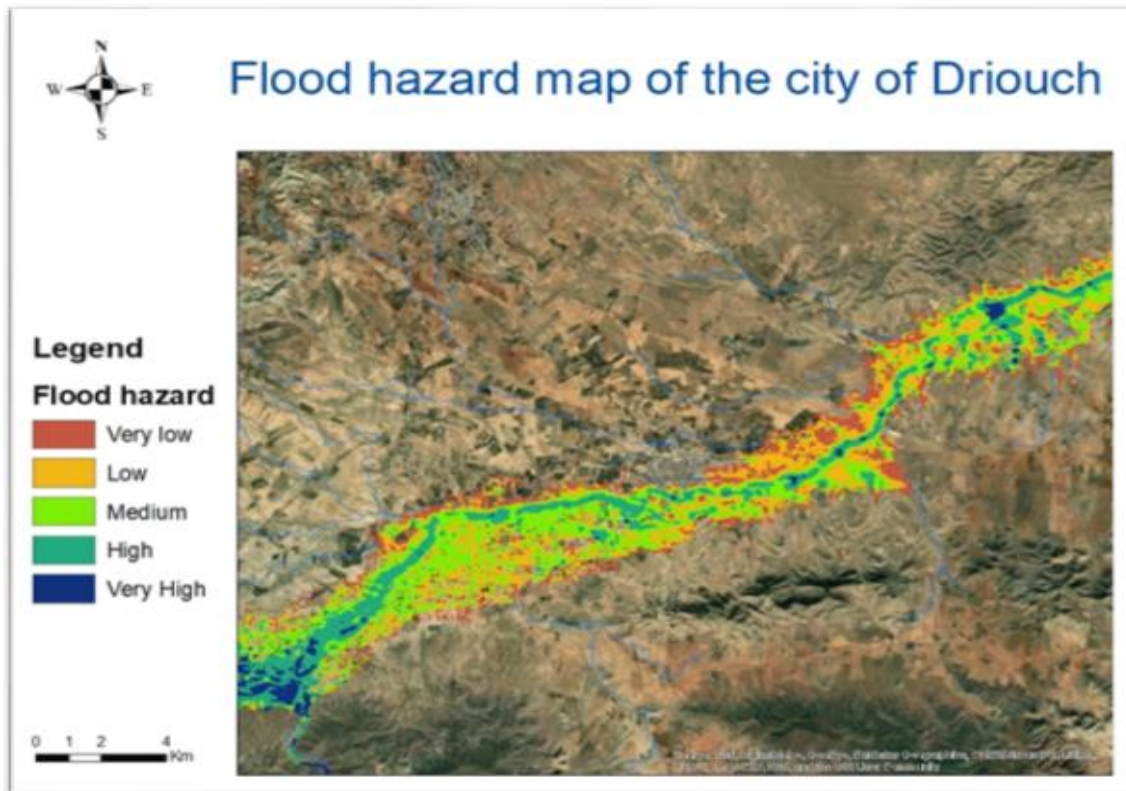 N
W E
S
Flood hazard map of the city of Driouch
Legend
Flood hazard
Very low
Low
Medium
High
Very High
0 1 2 4
Km